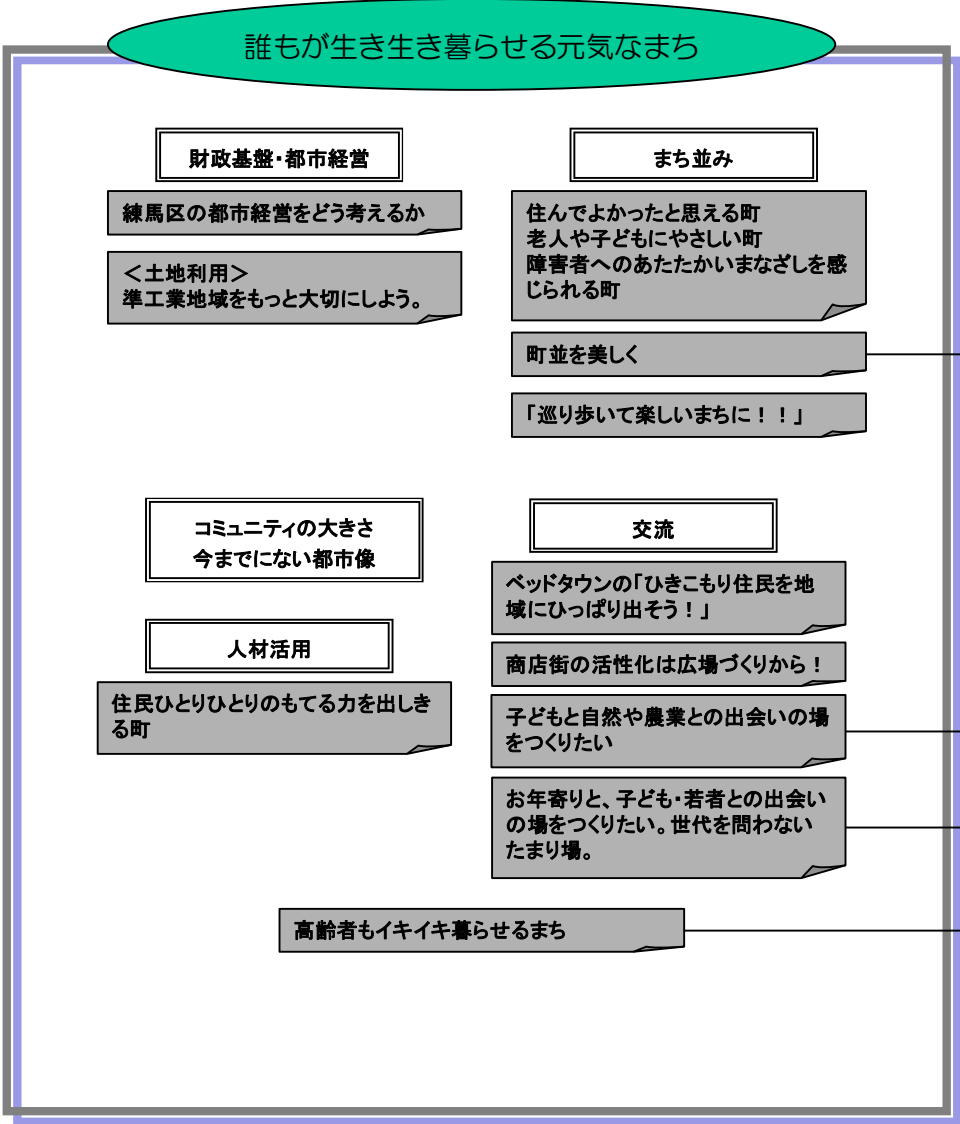 誰もが生き生き暮らせる元気なまち
財政基盤・都市経営
練馬区の都市経営をどう考えるか
＜土地利用＞
準工業地域をもっと大切にしよう。
まち並み
住んでよかったと思える町
老人や子どもにやさしい町
障害者へのあたたかいまなざしを感
じられる町
町並を美しく
「巡り歩いて楽しいまちに！！」
コミュニティの大きさ
今までにない都市像
人材活用
住民ひとりひとりのもてる力を出しき
る町
交流
ベッドタウンの「ひきこもり住民を地
域にひっぱり出そう！」
商店街の活性化は広場づくりから！
子どもと自然や農業との出会いの場
をつくりたい
お年寄りと、子ども・若者との出会い
の場をつくりたい。世代を問わない
たまり場。
高齢者もイキイキ暮らせるまち